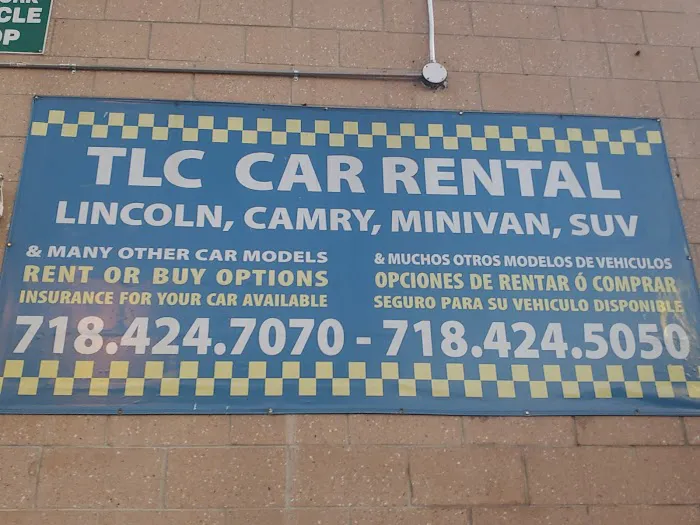 CLE
OP
TLC CAR RENTAL
LINCOLN, CAMRY, MINIVAN, SUV
& MANY OTHER CAR MODELS
RENT OR BUY OPTIONS
INSURANCE FOR YOUR CAR AVAILABLE
& MUCHOS OTROS MODELOS DE VEHICULOS
OPCIONES DE RENTAR Ó COMPRAR
SEGURO PARA SU VEHICULO DISPONIBLE
718.424.7070 - 718.424.5050